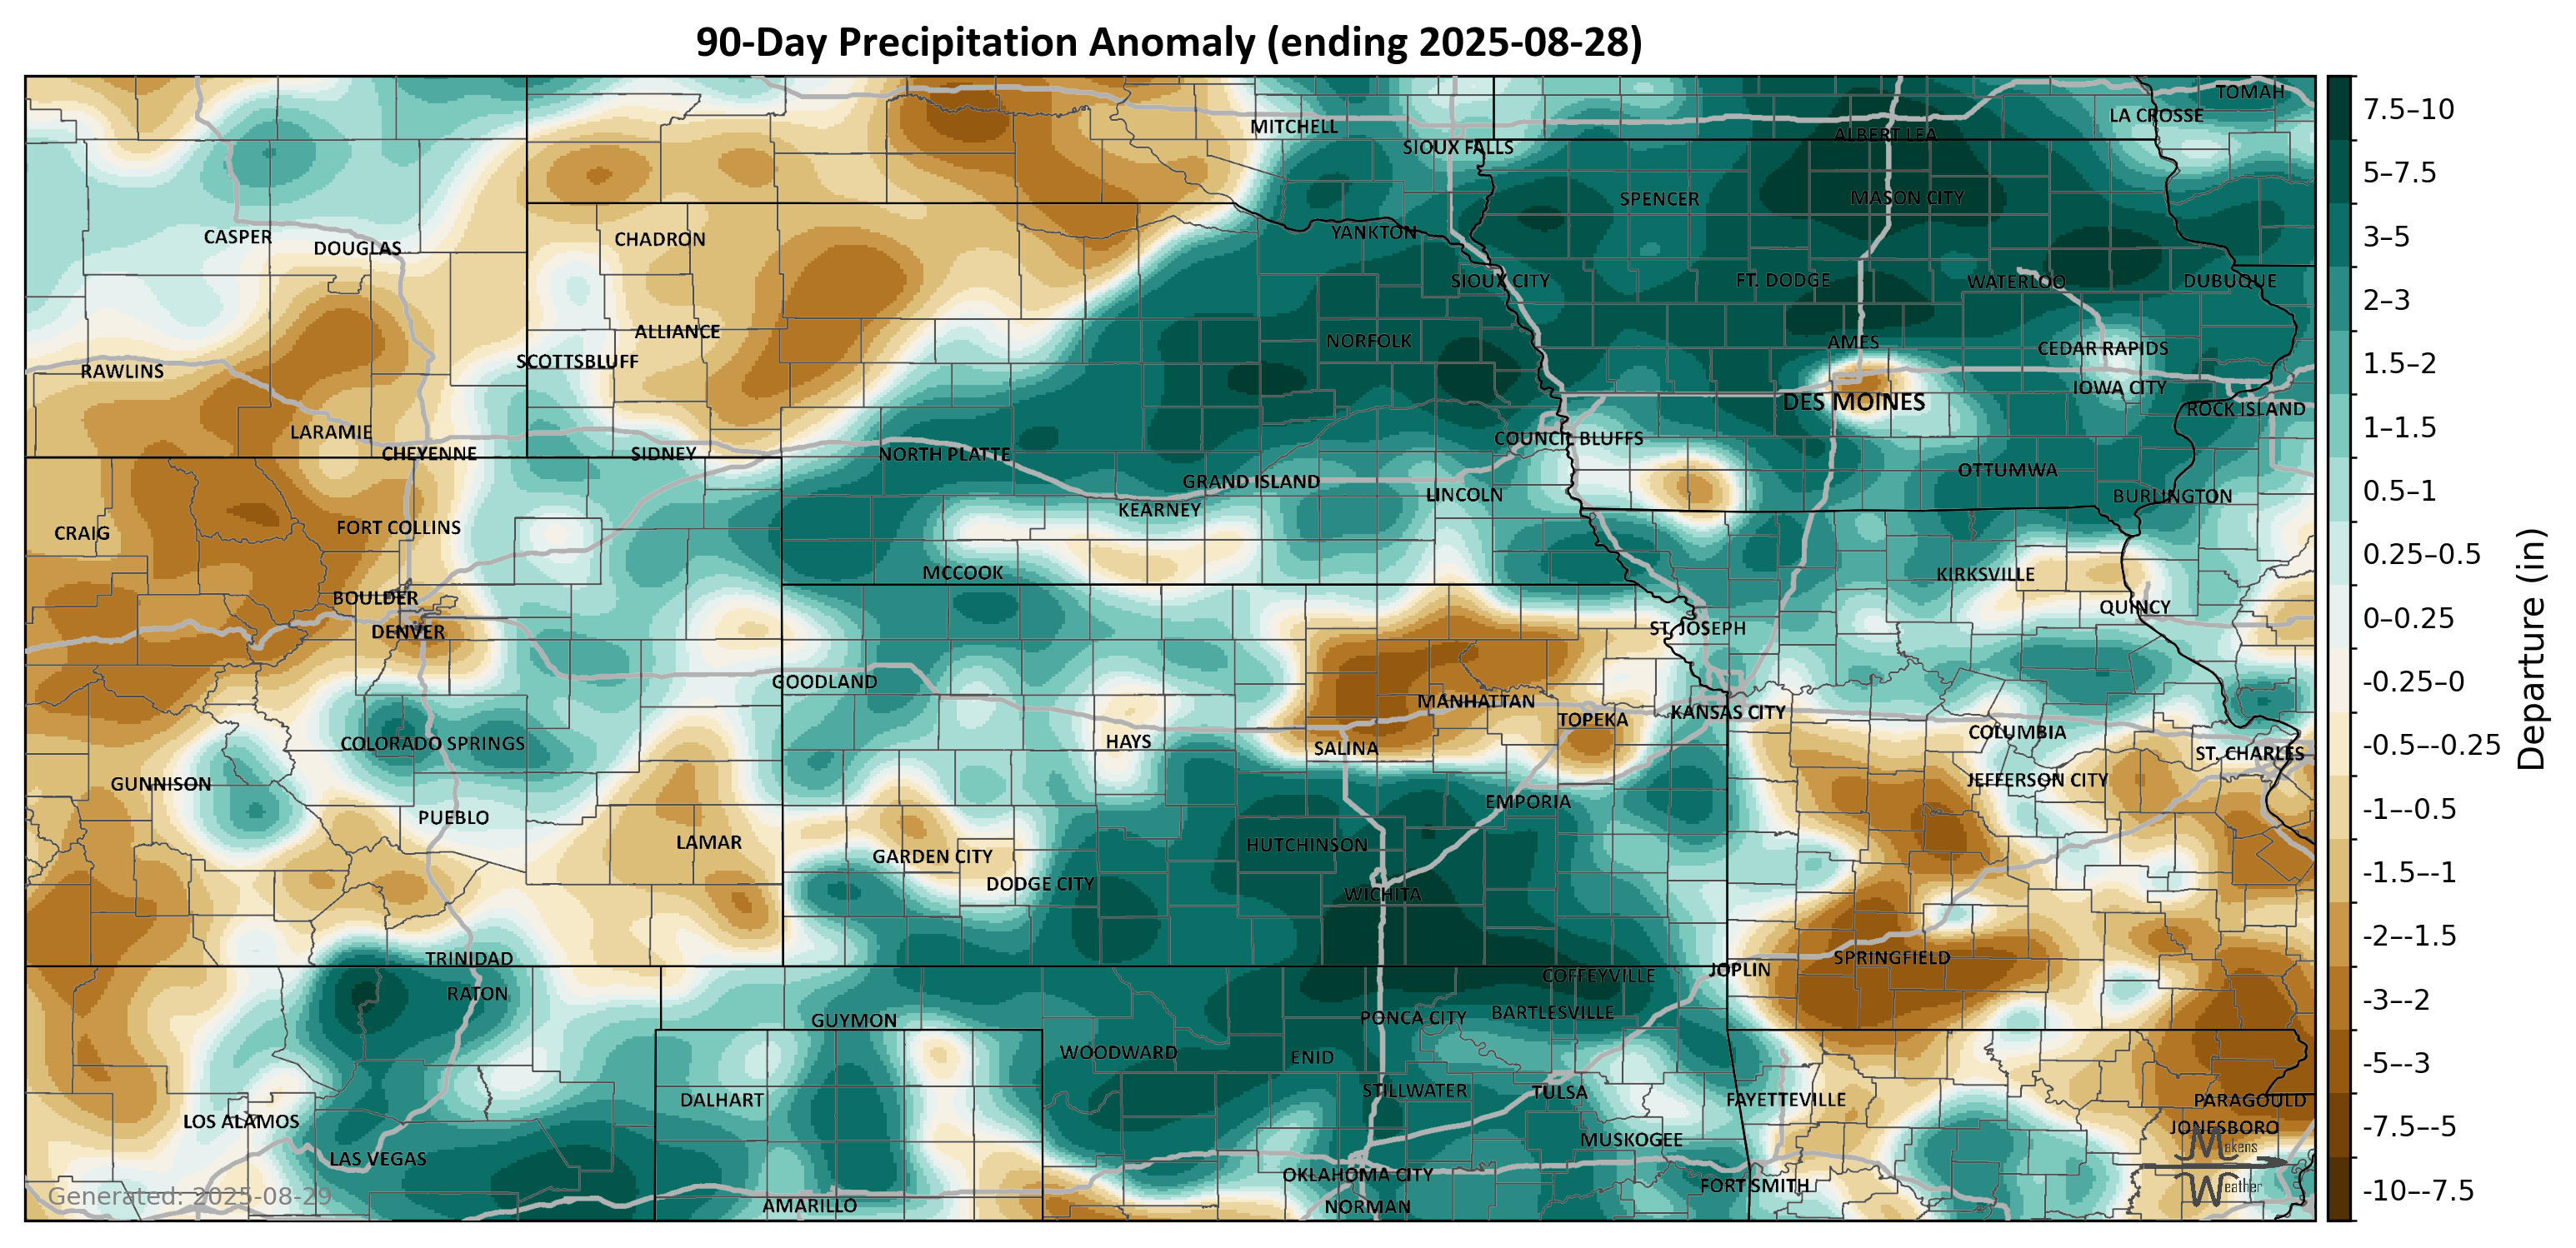 90-Day Precipitation Anomaly (ending 2025-08-28)
TOMAH
LA CROSSE
MITCHELL
ALBERT LEA
SIOUX FALLS
SPENCER
MASON CITY
YANKTON
CASPER
CHADRON
DOUGLAS
SIOUX CITY
FT. DODGE
WATERLOO
DUBUQUE
ALLIANCE
NORFOLK
AMES
CEDAR RAPIDS
SCOTTSBLUFF
RAWLINS
IOWA CITY
DES MOINES
ROCK ISLAND
LARAMIE
COUNCIL BLUFFS
CHEYENNE
SIDNEY
NORTH PLATTE
OTTUMWA
GRAND ISLAND
LINCOLN
BURLINGTON
KEARNEY
CRAIG
FORT COLLINS
MCCOOK
KIRKSVILLE
BOULDER
QUINCY
DENVER
ST. JOSEPH
GOODLAND
MANHATTAN
KANSAS CITY
TOPEKA
COLUMBIA
COLORADO SPRINGS
HAYS
SALINA
ST. CHARLES
GUNNISON
JEFFERSON CITY
EMPORIA
PUEBLO
LAMAR
HUTCHINSON
GARDEN CITY
DODGE CITY
WICHITA
TRINIDAD
SPRINGFIELD
JOPLIN
COFFEYVILLE
RATON
BARTLESVILLE
GUYMON
PONCA CITY
WOODWARD
ENID
STILLWATER
TULSA
DALHART
FAYETTEVILLE
PARAGOULD
LOS ALAMOS
JONESBORO
MUSKOGEE
LAS VEGAS
OKLAHOMA CITY
FORT SMITH
AMARILLO
NORMAN
Generated: 2025-08-29
Makens
Weather
7.5–10
5–7.5
3–5
2–3
1.5–2
1–1.5
0.5–1
0.25–0.5
0–0.25
-0.25–0
-0.5–-0.25
-1–-0.5
-1.5–-1
-2–-1.5
-3–-2
-5–-3
-7.5–-5
-10–-7.5
Departure (in)